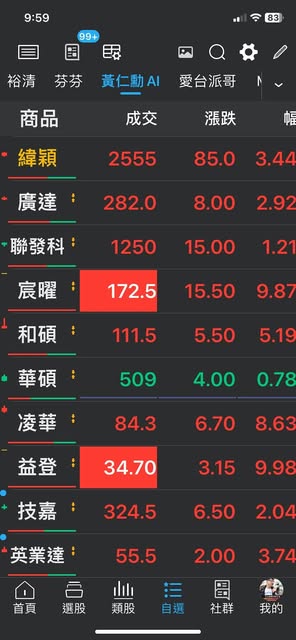 9:59 83
99+
裕清 芬芬 黃仁勳 AI 愛台派哥
商品 成交 漲跌 幅
緯穎 2555 85.0 3.44
廣達 282.0 8.00 2.92
聯發科 1250 15.00 1.21
宸曜 172.5 15.50 9.87
和碩 111.5 5.50 5.19
華碩 509 4.00 0.78
凌華 84.3 6.70 8.63
益登 34.70 3.15 9.98
技嘉 324.5 6.50 2.04
英業達 55.5 2.00 3.74
首頁 選股 類股 自選 社群 我的